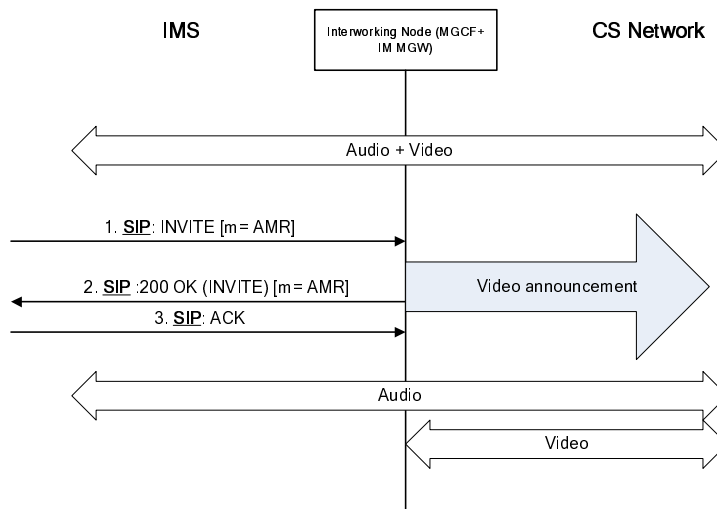 IMS
Interworking Node (MGCF+
IM MGW)
CS Network
Audio + Video
1. SIP: INVITE [m= AMR]
2. SIP :200 OK (INVITE) [m= AMR]
Video announcement
3. SIP: ACK
Audio
Video